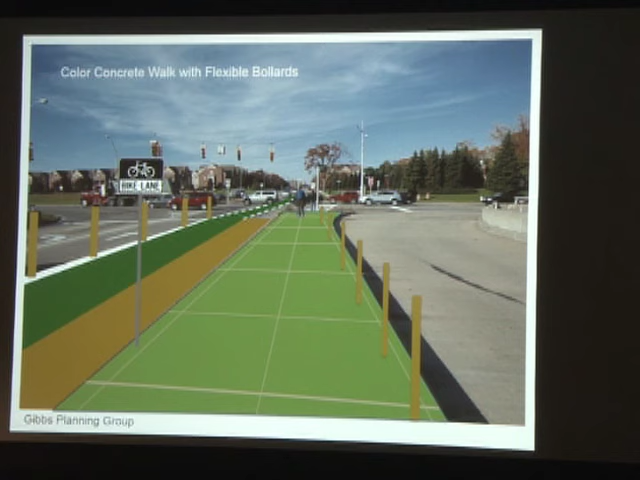 Color Concrete Walk with Flexible Bollards
BIKE LANE
Gibbs Planning Group